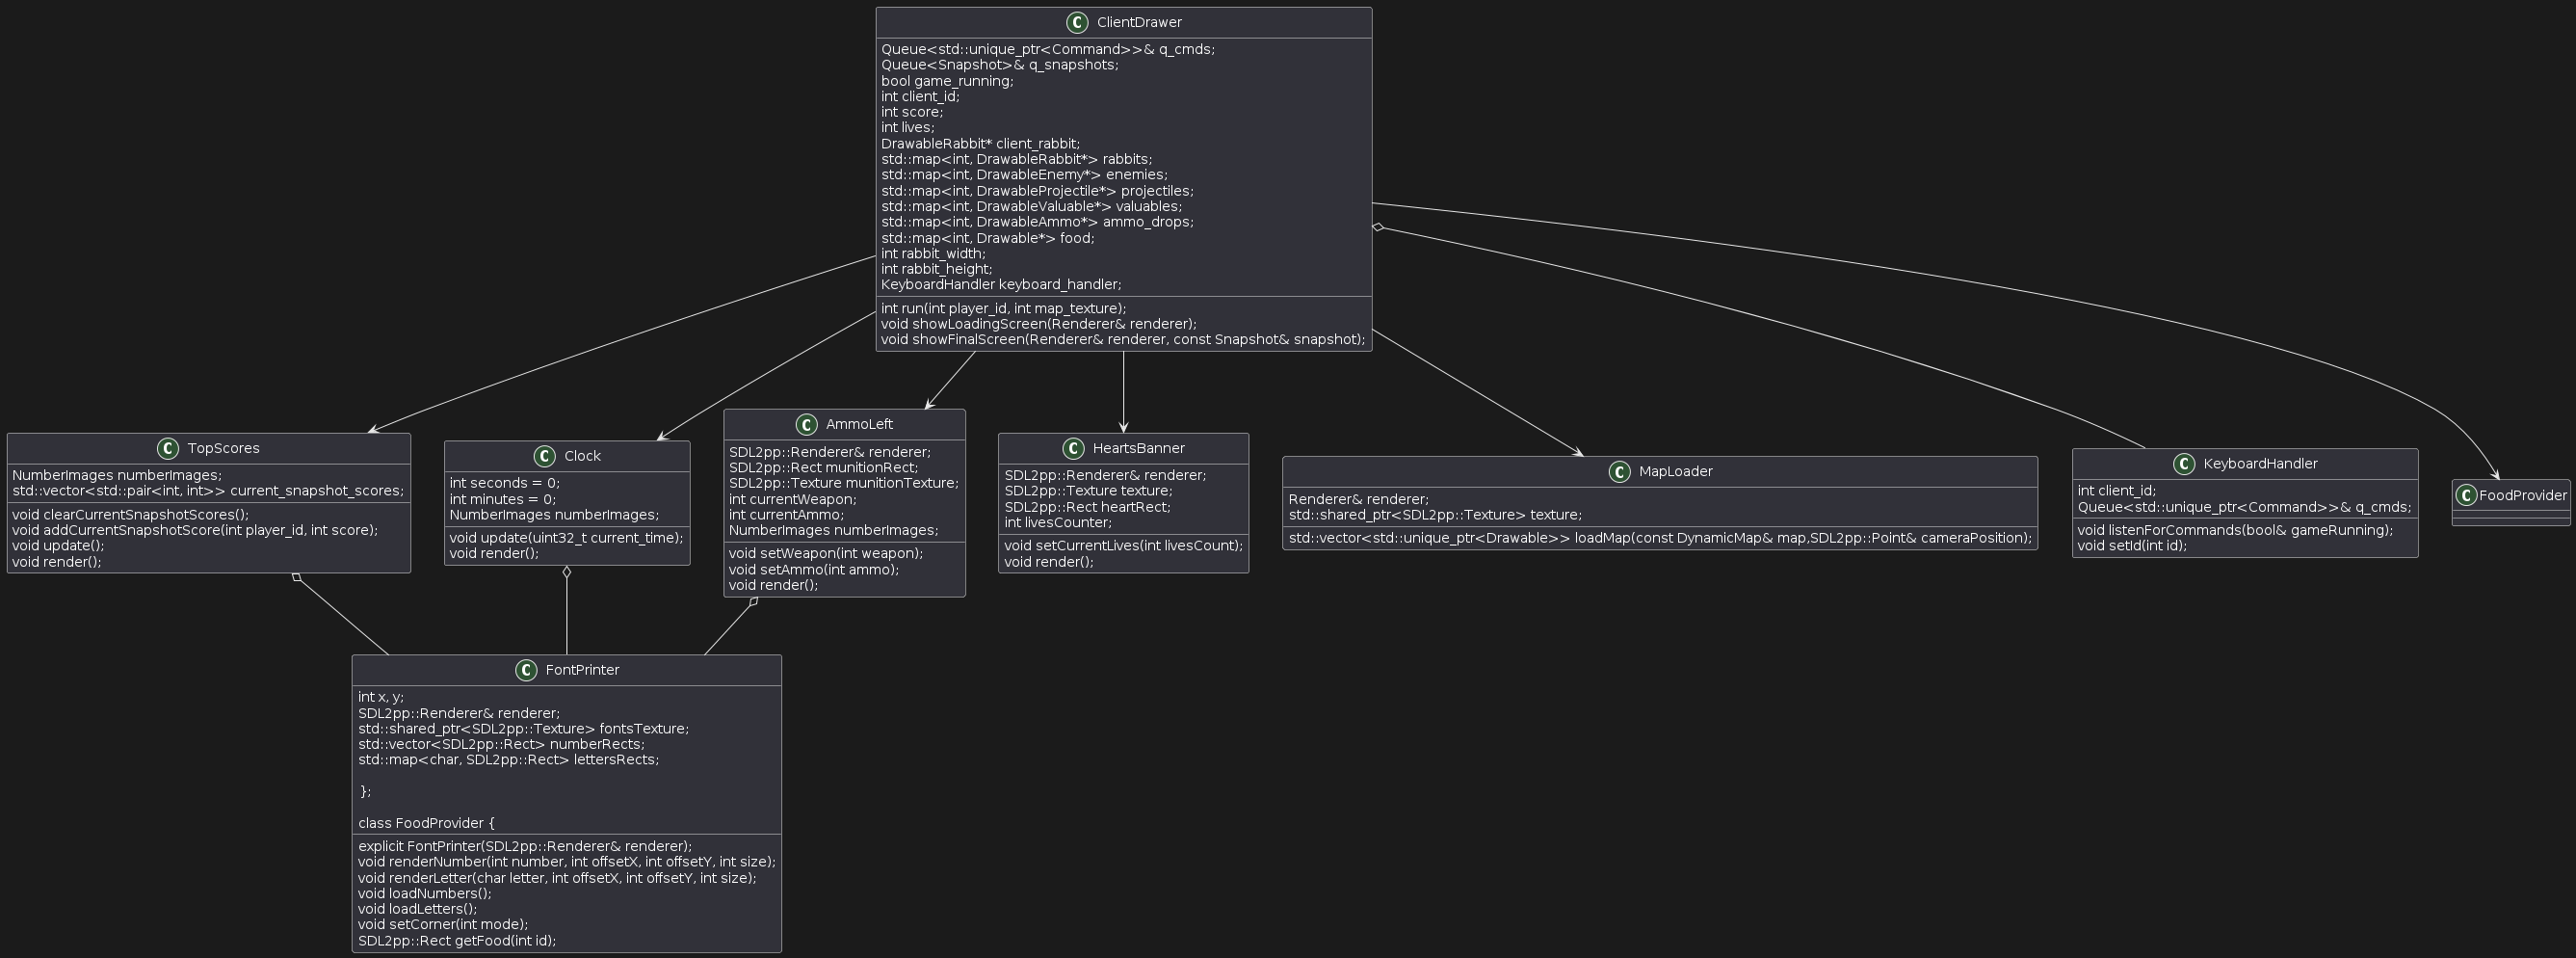 C ClientDrawer
Queue<std::unique_ptr<Command>>& q_cmds;
Queue<Snapshot>& q_snapshots;
bool game_running;
int client_id;
int score;
int lives;
DrawableRabbit* client_rabbit;
std::map<int, DrawableRabbit*> rabbits;
std::map<int, DrawableEnemy*> enemies;
std::map<int, DrawableProjectile*> projectiles;
std::map<int, DrawableValuable*> valuables;
std::map<int, DrawableAmmo*> ammo_drops;
std::map<int, Drawable*> food;
int rabbit_width;
int rabbit_height;
KeyboardHandler keyboard_handler;
int run(int player_id, int map_texture);
void showLoadingScreen(Renderer& renderer);
void showFinalScreen(Renderer& renderer, const Snapshot& snapshot);
C TopScores
NumberImages numberImages;
std::vector<std::pair<int, int>> current_snapshot_scores;
void clearCurrentSnapshotScores();
void addCurrentSnapshotScore(int player_id, int score);
void update();
void render();
C Clock
int seconds = 0;
int minutes = 0;
NumberImages numberImages;
void update(uint32_t current_time);
void render();
C AmmoLeft
SDL2pp::Renderer& renderer;
SDL2pp::Rect munitionRect;
SDL2pp::Texture munitionTexture;
int currentWeapon;
int currentAmmo;
NumberImages numberImages;
void setWeapon(int weapon);
void setAmmo(int ammo);
void render();
C HeartsBanner
SDL2pp::Renderer& renderer;
SDL2pp::Texture texture;
SDL2pp::Rect heartRect;
int livesCounter;
void setCurrentLives(int livesCount);
void render();
C MapLoader
Renderer& renderer;
std::shared_ptr<SDL2pp::Texture> texture;
std::vector<std::unique_ptr<Drawable>> loadMap(const DynamicMap& map,SDL2pp::Point& cameraPosition);
C KeyboardHandler
int client_id;
Queue<std::unique_ptr<Command>>& q_cmds;
void listenForCommands(bool& gameRunning);
void setId(int id);
C FoodProvider
C FontPrinter
int x, y;
SDL2pp::Renderer& renderer;
std::shared_ptr<SDL2pp::Texture> fontsTexture;
std::vector<SDL2pp::Rect> numberRects;
std::map<char, SDL2pp::Rect> lettersRects;
};
class FoodProvider {
explicit FontPrinter(SDL2pp::Renderer& renderer);
void renderNumber(int number, int offsetX, int offsetY, int size);
void renderLetter(char letter, int offsetX, int offsetY, int size);
void loadNumbers();
void loadLetters();
void setCorner(int mode);
SDL2pp::Rect getFood(int id);